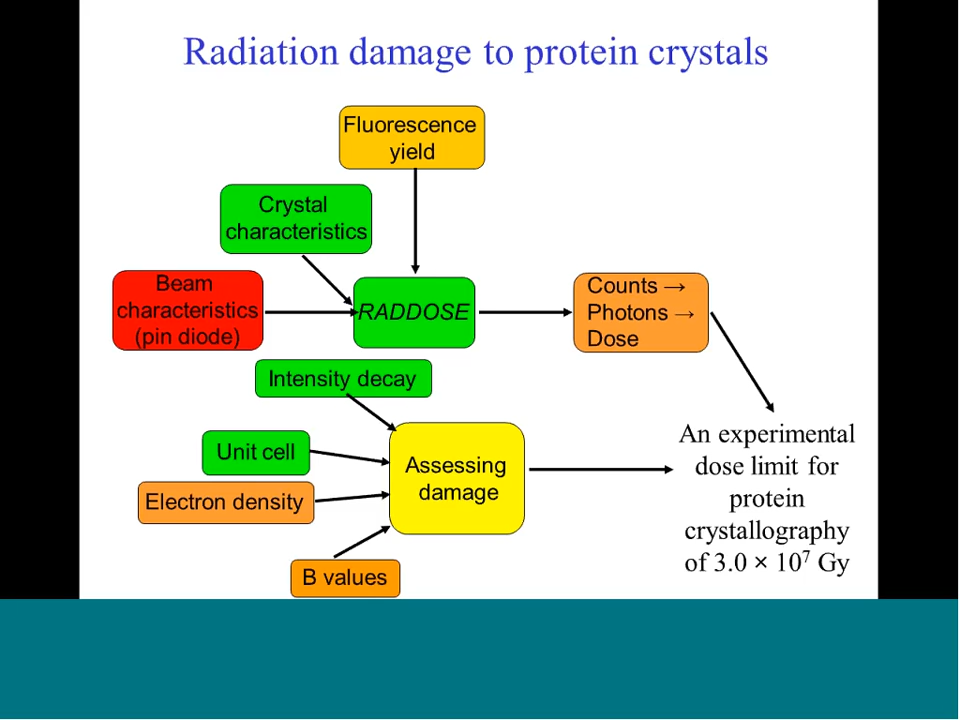 Radiation damage to protein crystals
Fluorescence
yield
Crystal
characteristics
Beam
characteristics
(pin diode)
RADDOSE
Counts →
Photons →
Dose
Intensity decay
Unit cell
Electron density
B values
Assessing
damage
An experimental
dose limit for
protein
crystallography
of 3.0 × 10⁷ Gy